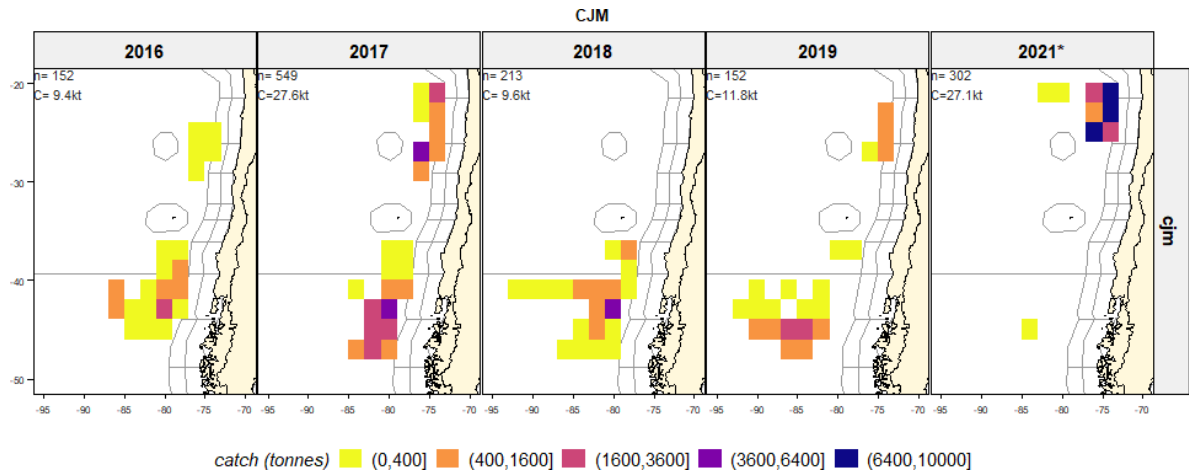 CJM
2016 2017 2018 2019 2021*
n= 152 n= 549 n= 213 n= 152 n= 302
C= 9.4kt C=27.6kt C= 9.6kt C=11.8kt C=27.1kt
cjm
-20
-30
-40
-50
-95 -90 -85 -80 -75 -70 -95 -90 -85 -80 -75 -70 -95 -90 -85 -80 -75 -70 -95 -90 -85 -80 -75 -70 -95 -90 -85 -80 -75 -70
catch (tonnes) (0,400] (400,1600] (1600,3600] (3600,6400] (6400,10000]